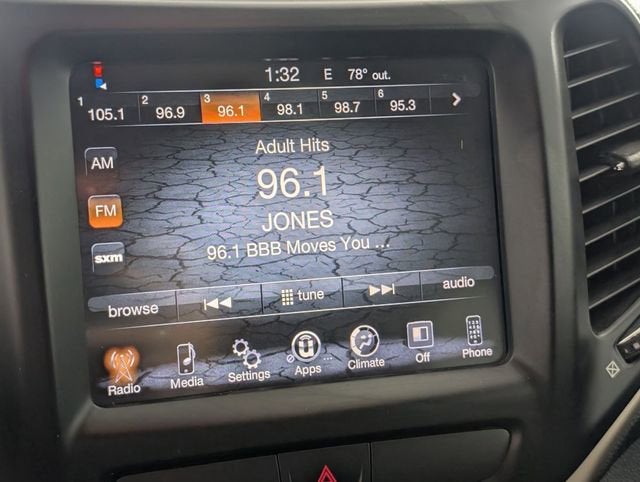 1:32 E 78° out.
1 105.1 2 96.9 3 96.1 4 98.1 5 98.7 6 95.3
Adult Hits
AM
96.1
FM
JONES
96.1 BBB Moves You ...
sxm
browse tune audio
Radio Media Settings Apps ... Climate Off Phone